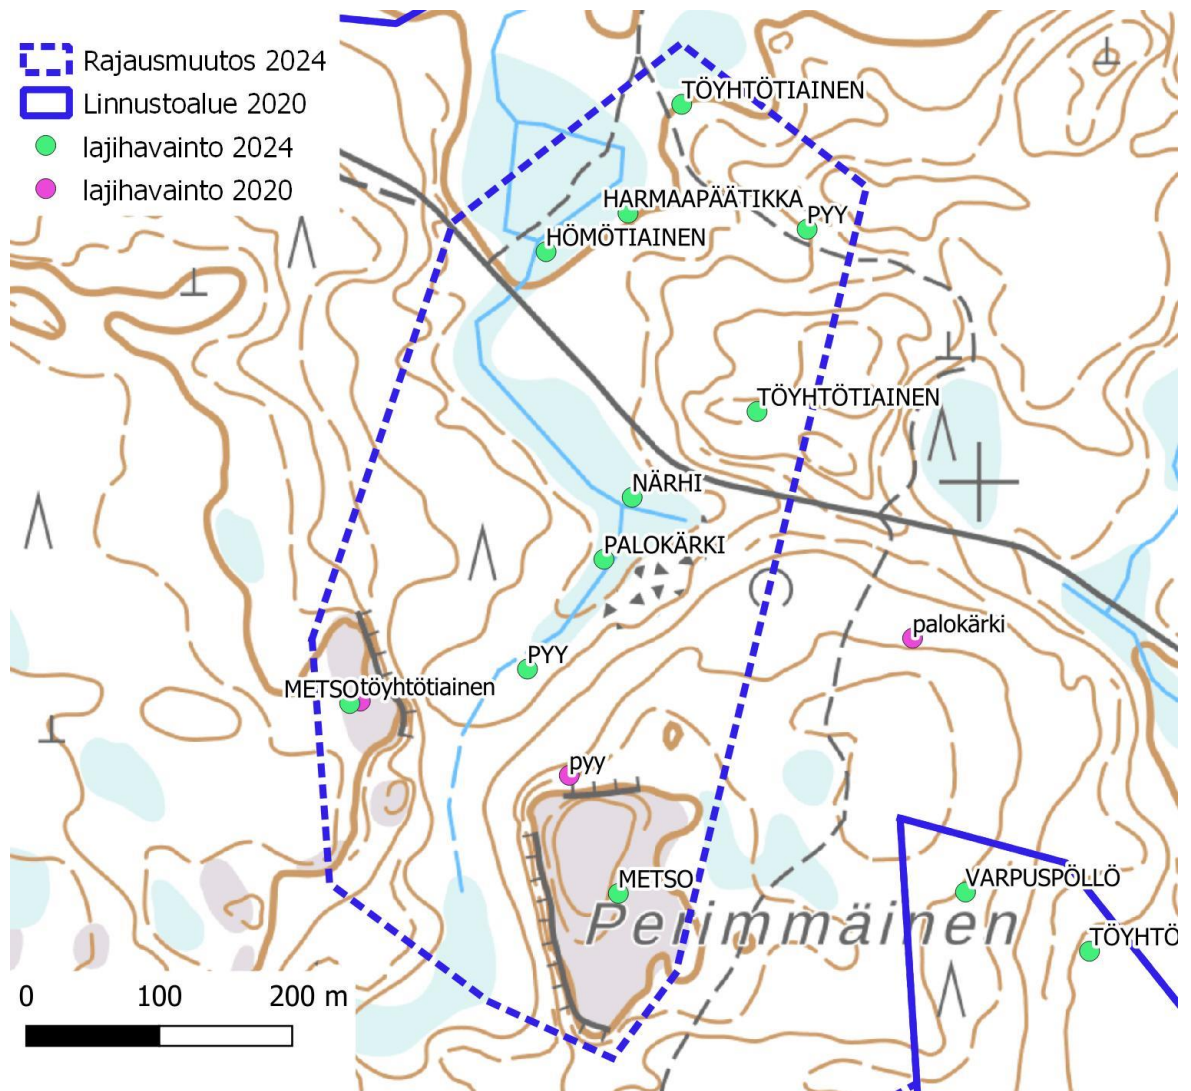 Rajausmuutos 2024
Linnustoalue 2020
lajihavainto 2024
lajihavainto 2020
TÖYHTÖTIAINEN
HARMAAPÄÄTIKKA
PYY
HÖMÖTIAINEN
TÖYHTÖTIAINEN
NÄRHI
PALOKÄRKI
palokärki
PYY
METSO töyhtötiainen
pyy
METSO
VARPUSPÖLLÖ
Perimmäinen
TÖYHTÖ
0 100 200 m